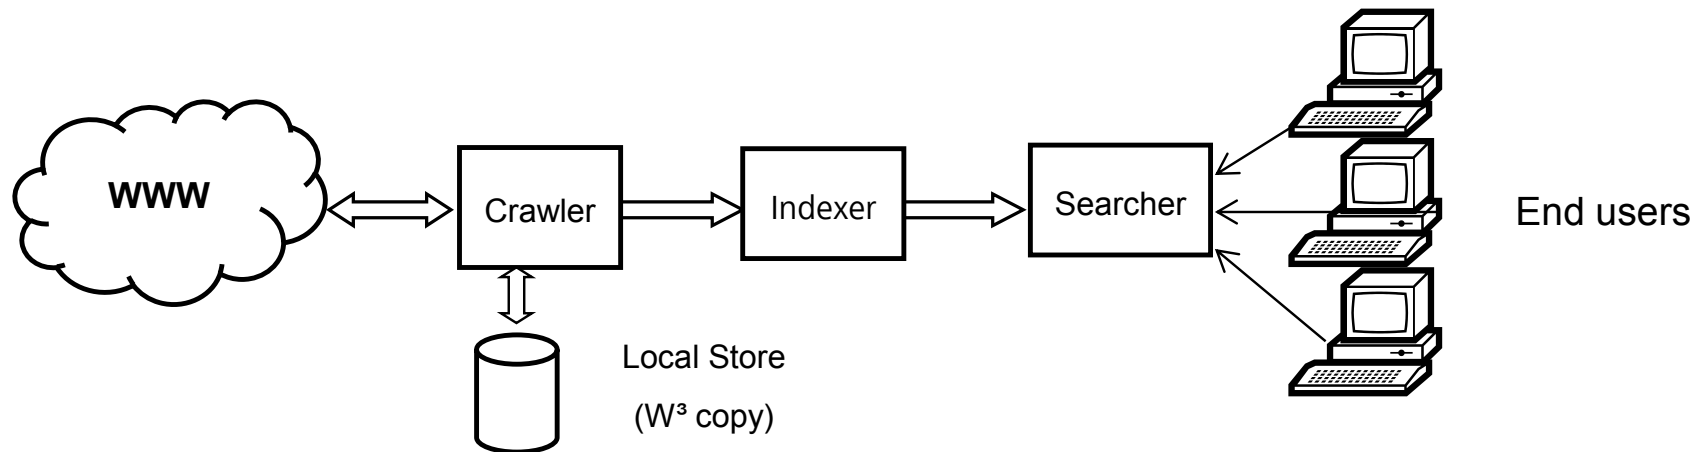 WWW
Crawler
Indexer
Searcher
End users
Local Store
(W³ copy)